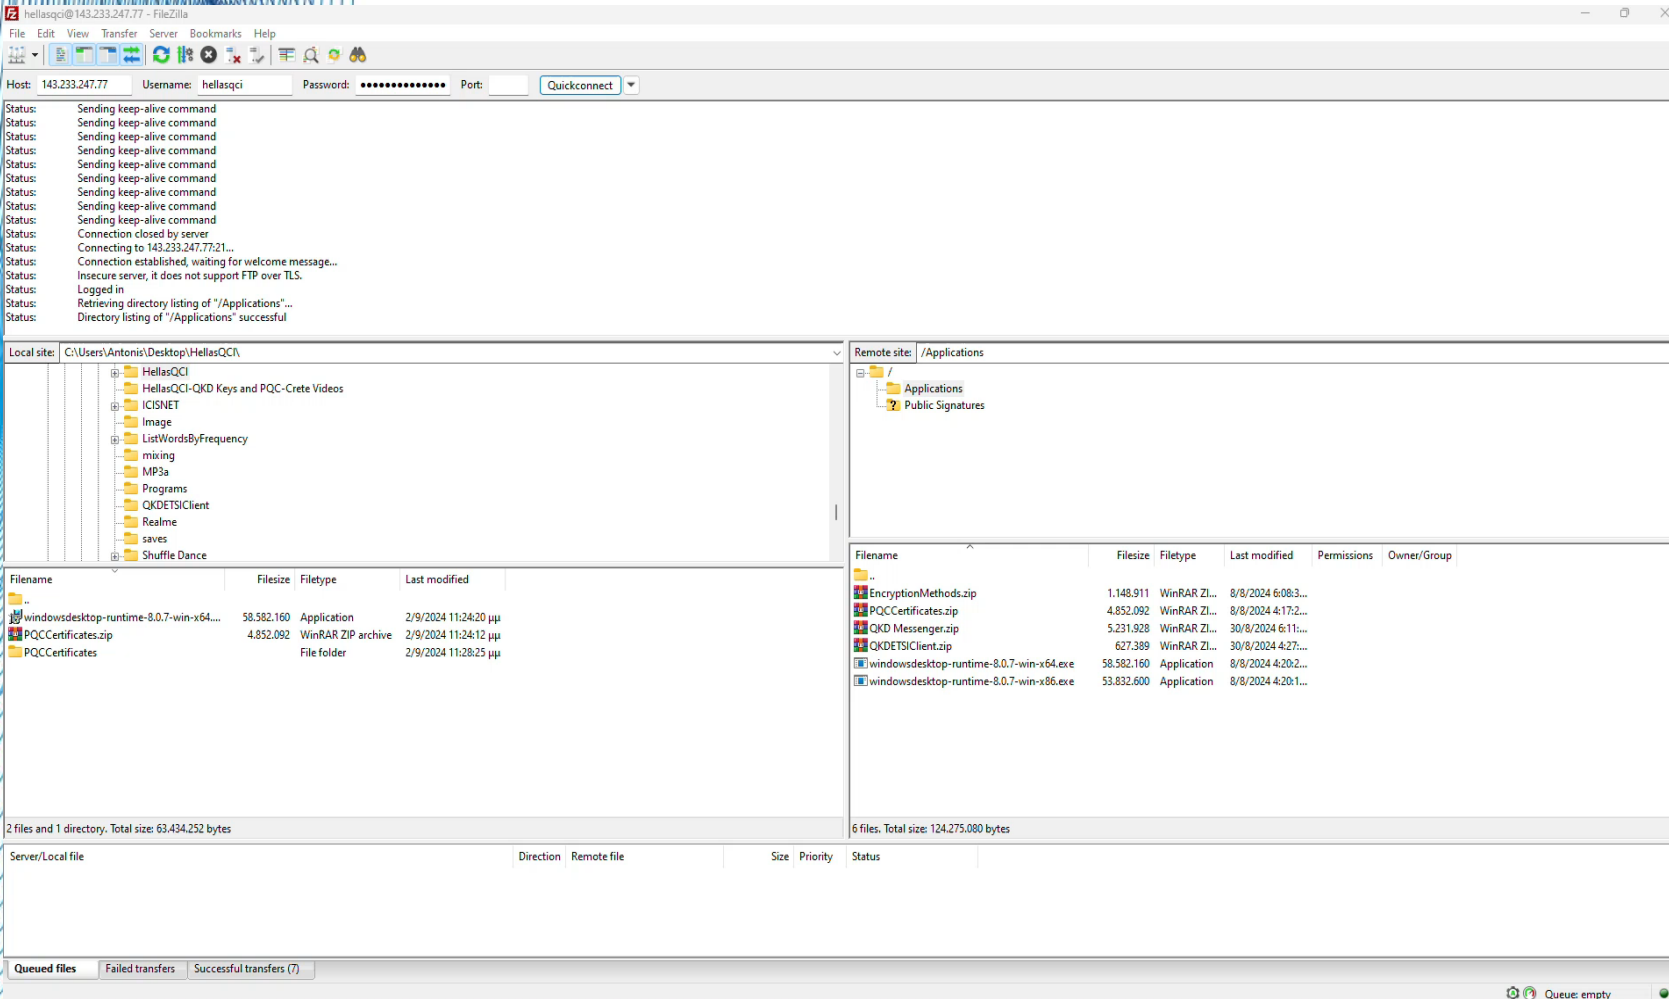 hellasqci@143.233.247.77 - FileZilla
File Edit View Transfer Server Bookmarks Help
Host: 143.233.247.77 Username: hellasqci Password: ●●●●●●●●●●●●●● Port: Quickconnect
Status: Sending keep-alive command
Status: Sending keep-alive command
Status: Sending keep-alive command
Status: Sending keep-alive command
Status: Sending keep-alive command
Status: Sending keep-alive command
Status: Sending keep-alive command
Status: Sending keep-alive command
Status: Sending keep-alive command
Status: Connection closed by server
Status: Connecting to 143.233.247.77:21...
Status: Connection established, waiting for welcome message...
Status: Insecure server, it does not support FTP over TLS.
Status: Logged in
Status: Retrieving directory listing of "/Applications"...
Status: Directory listing of "/Applications" successful
Local site: C:\Users\Antonis\Desktop\HellasQCI\
HellasQCI
HellasQCI-QKD Keys and PQC-Crete Videos
ICISNET
Image
ListWordsByFrequency
mixing
MP3a
Programs
QKDETSIClient
Realme
saves
Shuffle Dance
Filename Filesize Filetype Last modified
..
windowsdesktop-runtime-8.0.7-win-x64.... 58.582.160 Application 2/9/2024 11:24:20 μμ
PQCCertificates.zip 4.852.092 WinRAR ZIP archive 2/9/2024 11:24:12 μμ
PQCCertificates File folder 2/9/2024 11:28:25 μμ
2 files and 1 directory. Total size: 63.434.252 bytes
Remote site: /Applications
/
Applications
? Public Signatures
Filename Filesize Filetype Last modified Permissions Owner/Group
..
EncryptionMethods.zip 1.148.911 WinRAR ZI... 8/8/2024 6:08:3...
PQCCertificates.zip 4.852.092 WinRAR ZI... 8/8/2024 4:17:2...
QKD Messenger.zip 5.231.928 WinRAR ZI... 30/8/2024 6:11:...
QKDETSIClient.zip 627.389 WinRAR ZI... 30/8/2024 4:27:...
windowsdesktop-runtime-8.0.7-win-x64.exe 58.582.160 Application 8/8/2024 4:20:2...
windowsdesktop-runtime-8.0.7-win-x86.exe 53.832.600 Application 8/8/2024 4:20:1...
6 files. Total size: 124.275.080 bytes
Server/Local file Direction Remote file Size Priority Status
Queued files Failed transfers Successful transfers (7)
Queue: empty